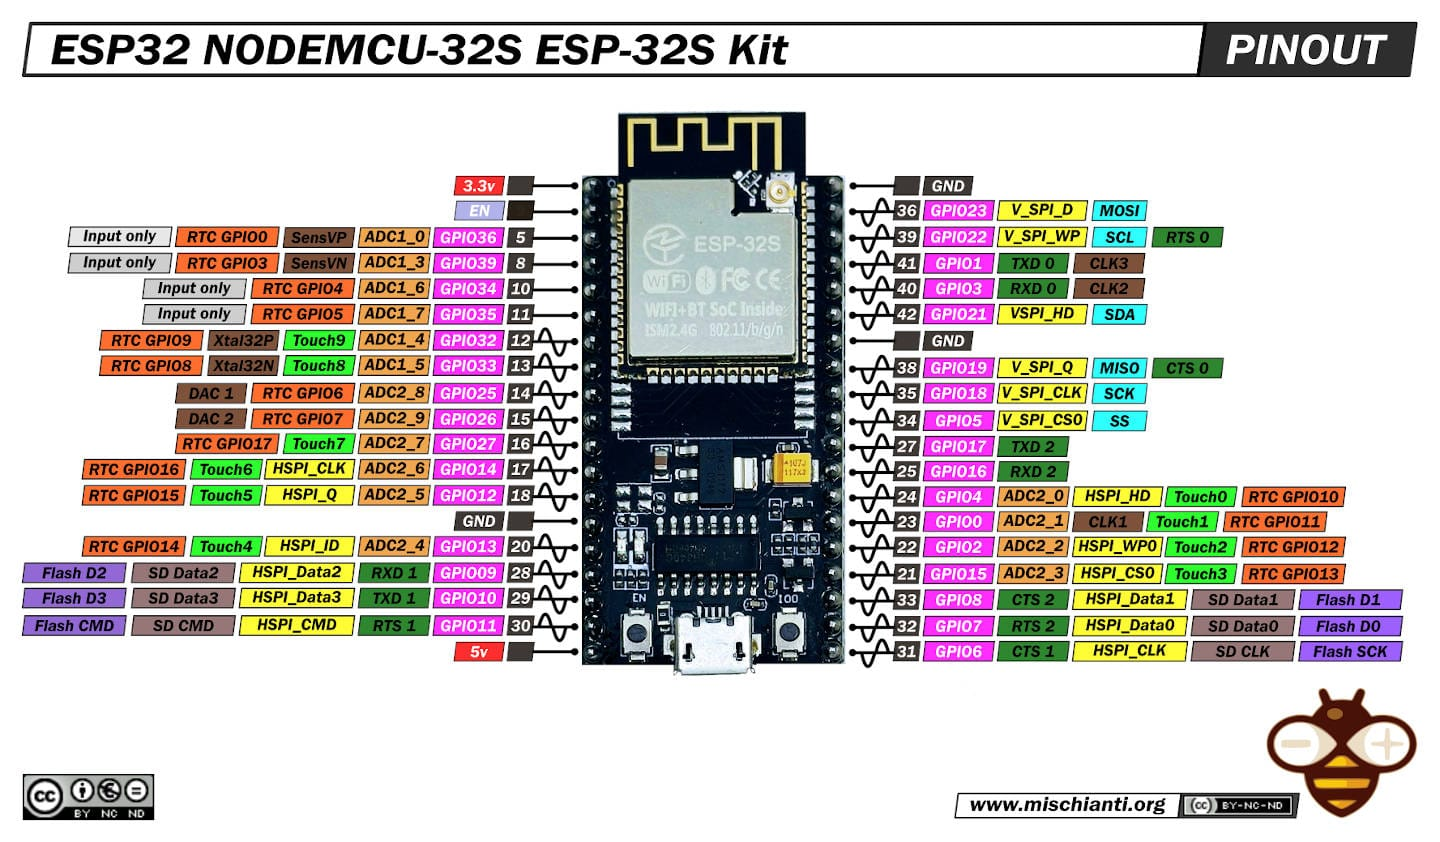 ESP32 NODEMCU-32S ESP-32S Kit PINOUT
3.3v
EN
Input only RTC GPIO0 SensVP ADC1_0 GPIO36 5
Input only RTC GPIO3 SensVN ADC1_3 GPIO39 8
Input only RTC GPIO4 ADC1_6 GPIO34 10
Input only RTC GPIO5 ADC1_7 GPIO35 11
RTC GPIO9 Xtal32P Touch9 ADC1_4 GPIO32 12
RTC GPIO8 Xtal32N Touch8 ADC1_5 GPIO33 13
DAC 1 RTC GPIO6 ADC2_8 GPIO25 14
DAC 2 RTC GPIO7 ADC2_9 GPIO26 15
RTC GPIO17 Touch7 ADC2_7 GPIO27 16
RTC GPIO16 Touch6 HSPI_CLK ADC2_6 GPIO14 17
RTC GPIO15 Touch5 HSPI_Q ADC2_5 GPIO12 18
GND
RTC GPIO14 Touch4 HSPI_ID ADC2_4 GPIO13 20
Flash D2 SD Data2 HSPI_Data2 RXD 1 GPIO09 28
Flash D3 SD Data3 HSPI_Data3 TXD 1 GPIO10 29
Flash CMD SD CMD HSPI_CMD RTS 1 GPIO11 30
5v
ESP-32S
WiFi FC CE
WIFI+BT SoC Inside
ISM2.4G 802.11/b/g/n
107J
EN
IO0
GND
36 GPIO23 V_SPI_D MOSI
39 GPIO22 V_SPI_WP SCL RTS 0
41 GPIO1 TXD 0 CLK3
40 GPIO3 RXD 0 CLK2
42 GPIO21 VSPI_HD SDA
GND
38 GPIO19 V_SPI_Q MISO CTS 0
35 GPIO18 V_SPI_CLK SCK
34 GPIO5 V_SPI_CS0 SS
27 GPIO17 TXD 2
25 GPIO16 RXD 2
24 GPIO4 ADC2_0 HSPI_HD Touch0 RTC GPIO10
23 GPIO0 ADC2_1 CLK1 Touch1 RTC GPIO11
22 GPIO2 ADC2_2 HSPI_WP0 Touch2 RTC GPIO12
21 GPIO15 ADC2_3 HSPI_CS0 Touch3 RTC GPIO13
33 GPIO8 CTS 2 HSPI_Data1 SD Data1 Flash D1
32 GPIO7 RTS 2 HSPI_Data0 SD Data0 Flash D0
31 GPIO6 CTS 1 HSPI_CLK SD CLK Flash SCK
cc
BY NC ND
www.mischianti.org (cc) BY-NC-ND